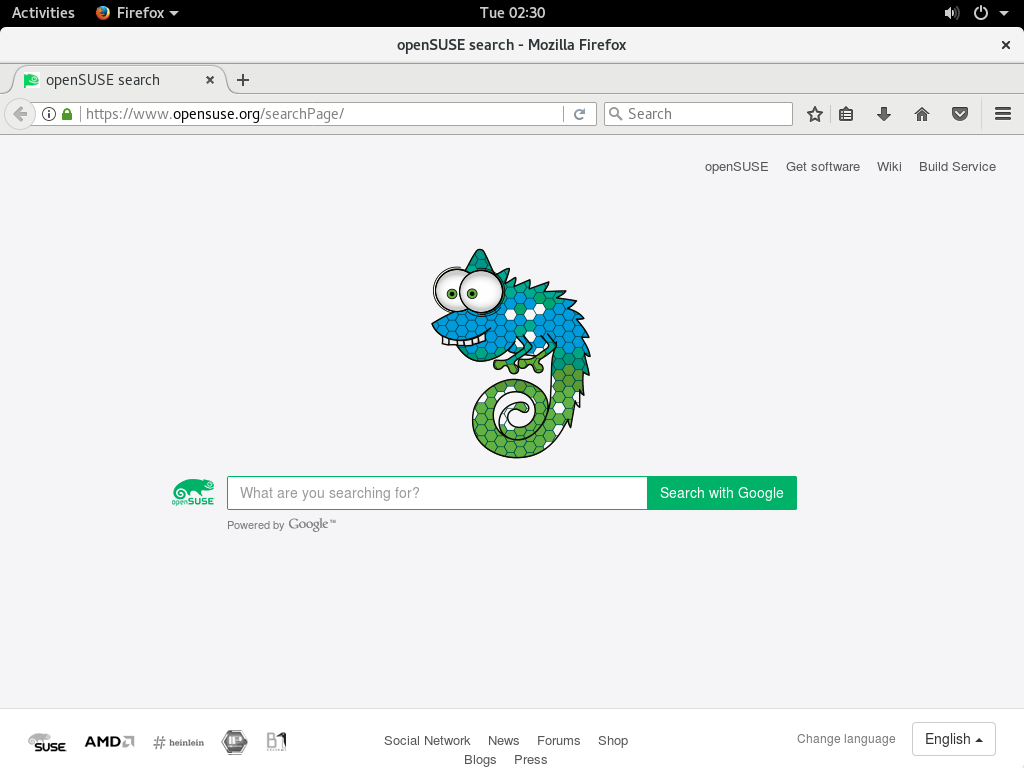 Activities Firefox Tue 02:30
openSUSE search - Mozilla Firefox
openSUSE search
https://www.opensuse.org/searchPage/ Search
openSUSE Get software Wiki Build Service
openSUSE What are you searching for? Search with Google
Powered by Google™
SUSE AMD # heinlein B1 Social Network News Forums Shop Change language English
Blogs Press